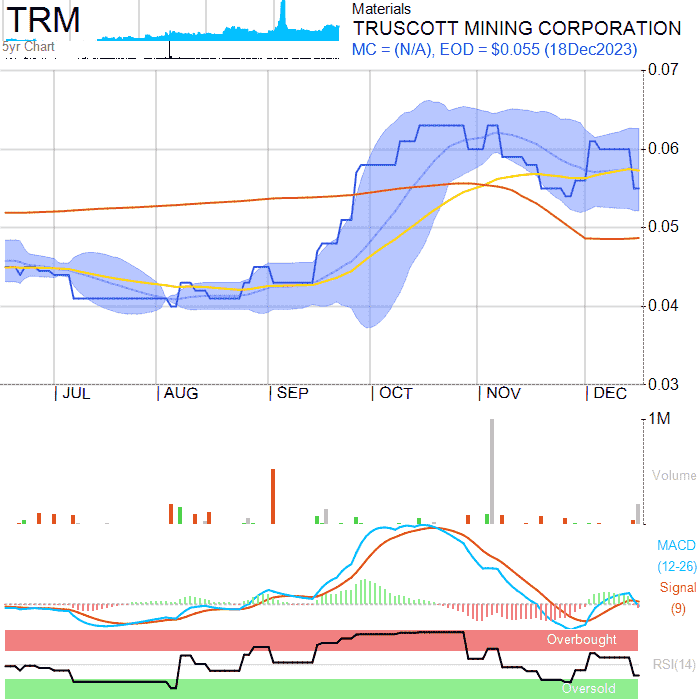 TRM
5yr Chart
Materials
TRUSCOTT MINING CORPORATION
MC = (N/A), EOD = $0.055 (18Dec2023)
0.07
0.06
0.05
0.04
0.03
JUL AUG SEP OCT NOV DEC
1M
Volume
MACD
(12-26)
Signal
(9)
Overbought
RSI(14)
Oversold